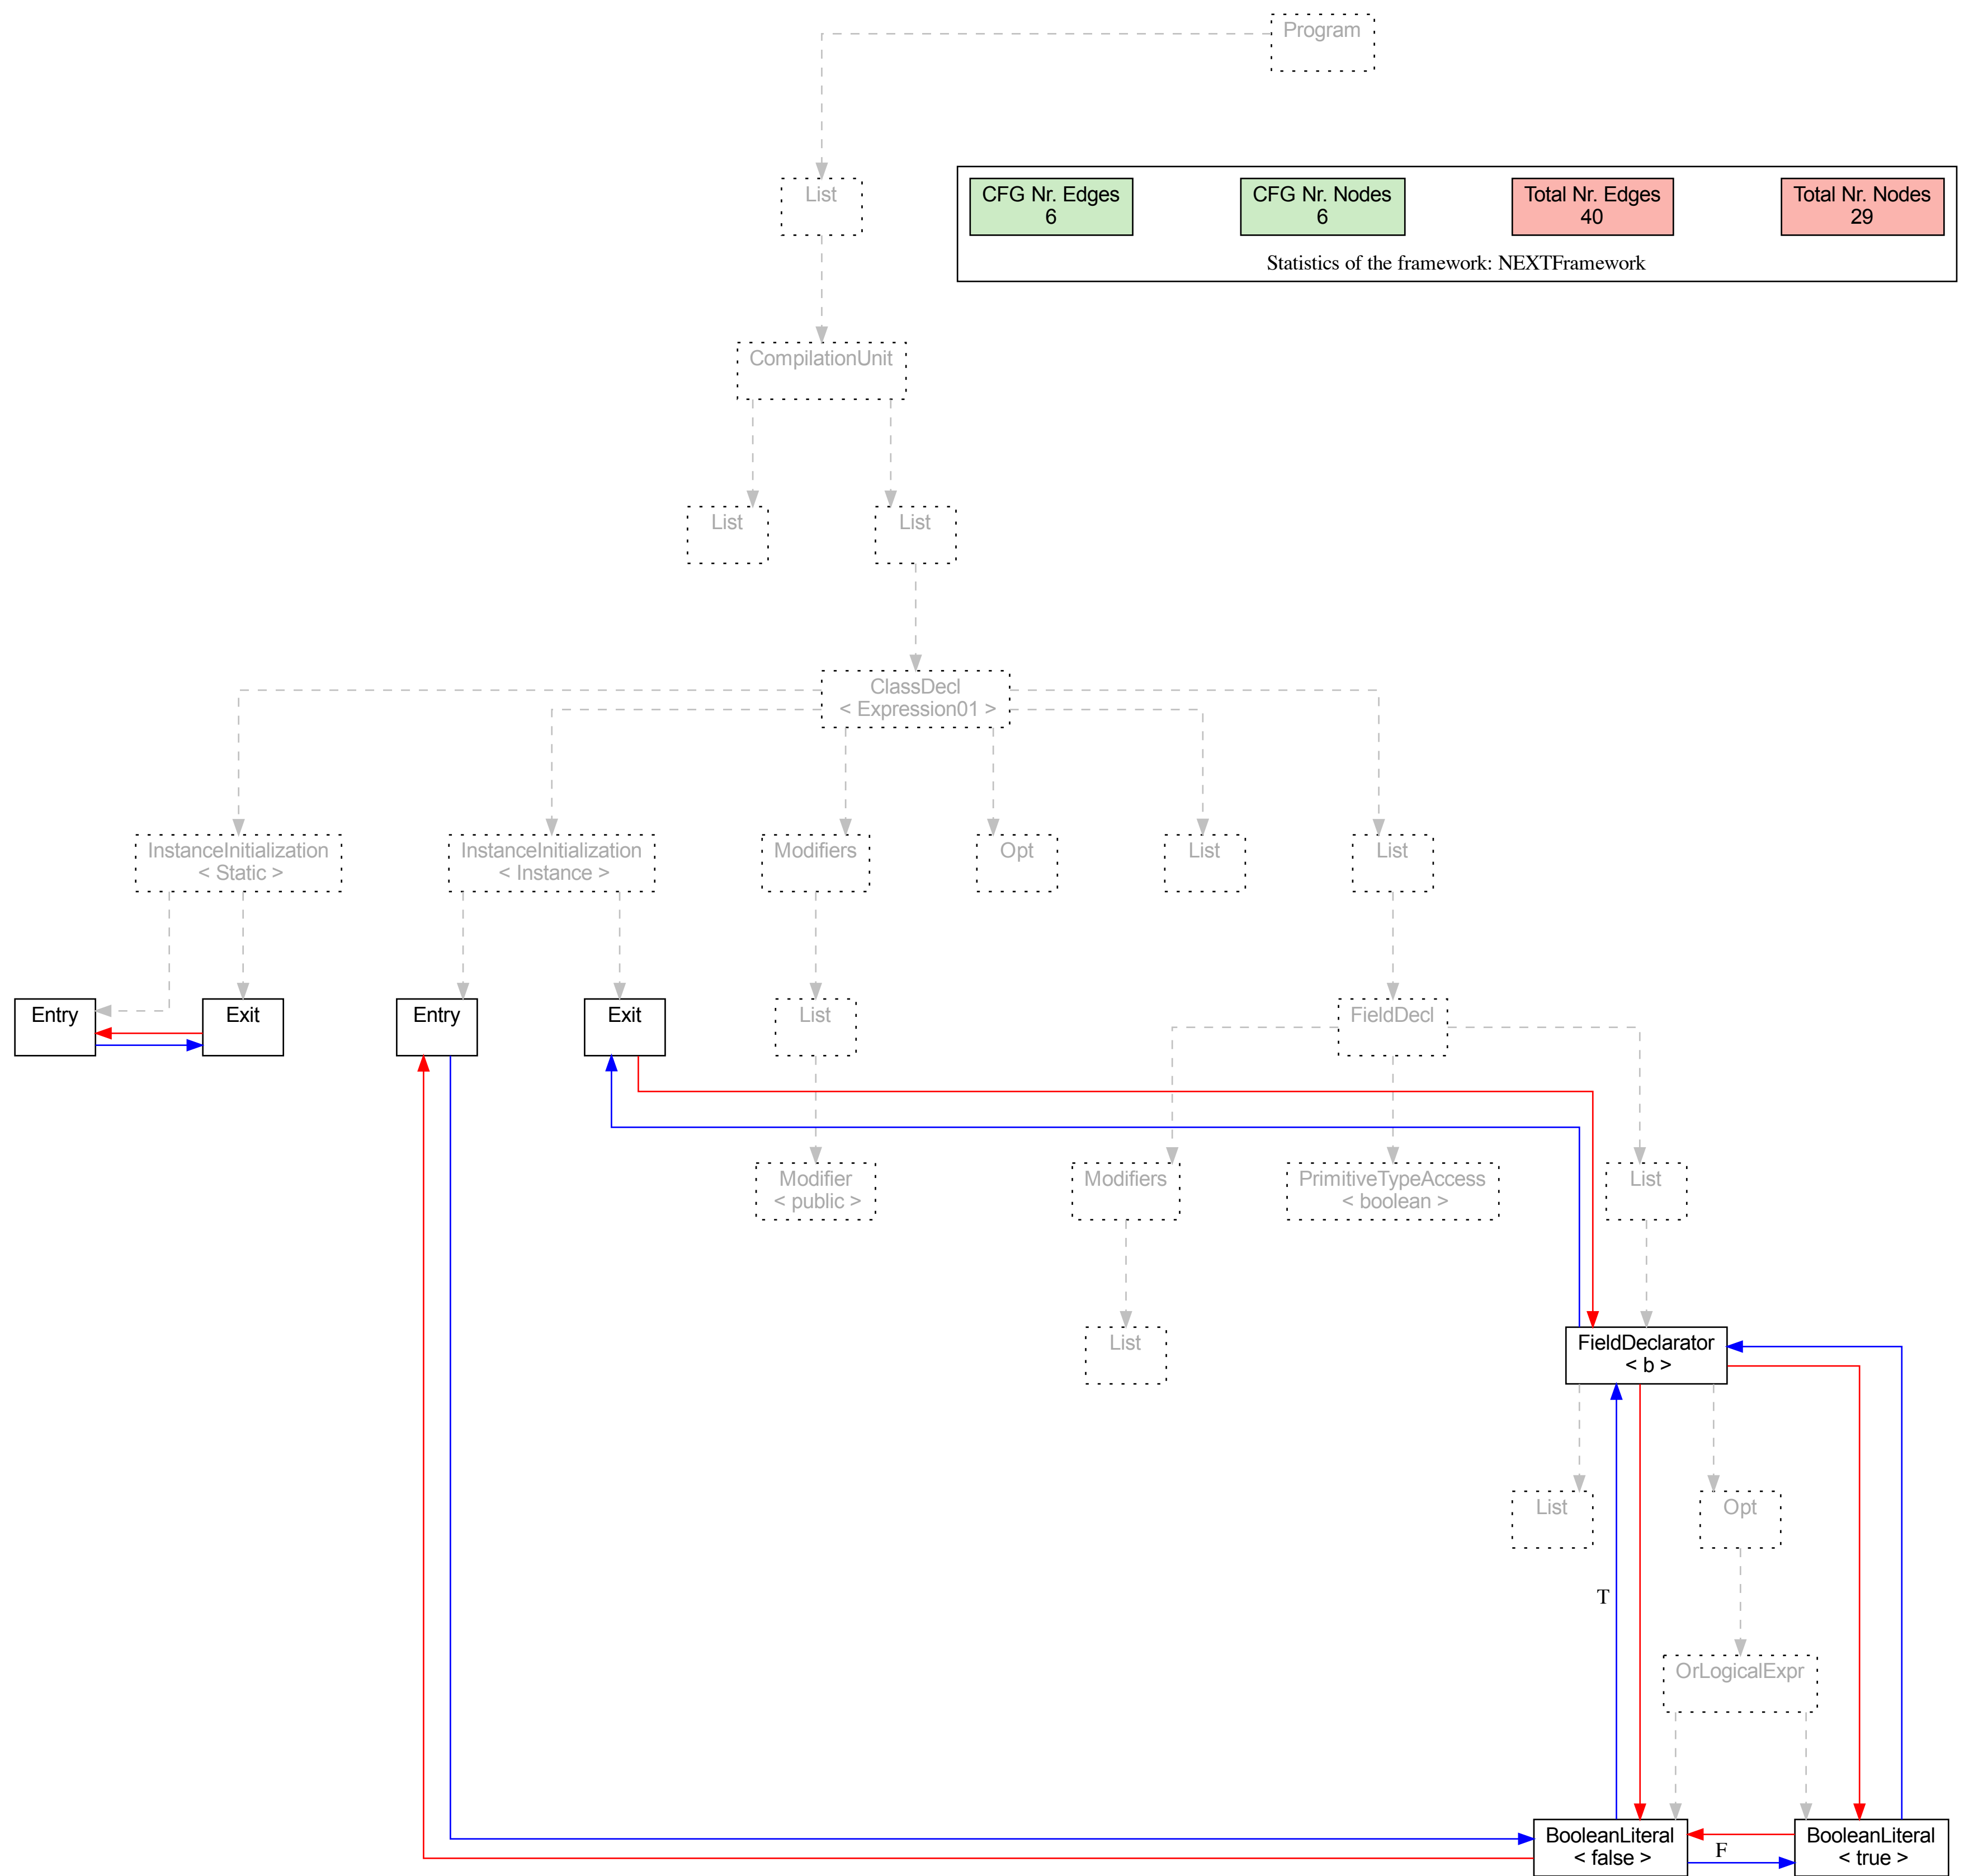 Program
List
CFG Nr. Edges
6
CFG Nr. Nodes
6
Total Nr. Edges
40
Total Nr. Nodes
29
Statistics of the framework: NEXTFramework
CompilationUnit
List
List
ClassDecl
< Expression01 >
InstanceInitialization
< Static >
InstanceInitialization
< Instance >
Modifiers
Opt
List
List
Entry
Exit
Entry
Exit
List
FieldDecl
Modifier
< public >
Modifiers
PrimitiveTypeAccess
< boolean >
List
List
FieldDeclarator
< b >
List
Opt
T
OrLogicalExpr
BooleanLiteral
< false >
F
BooleanLiteral
< true >